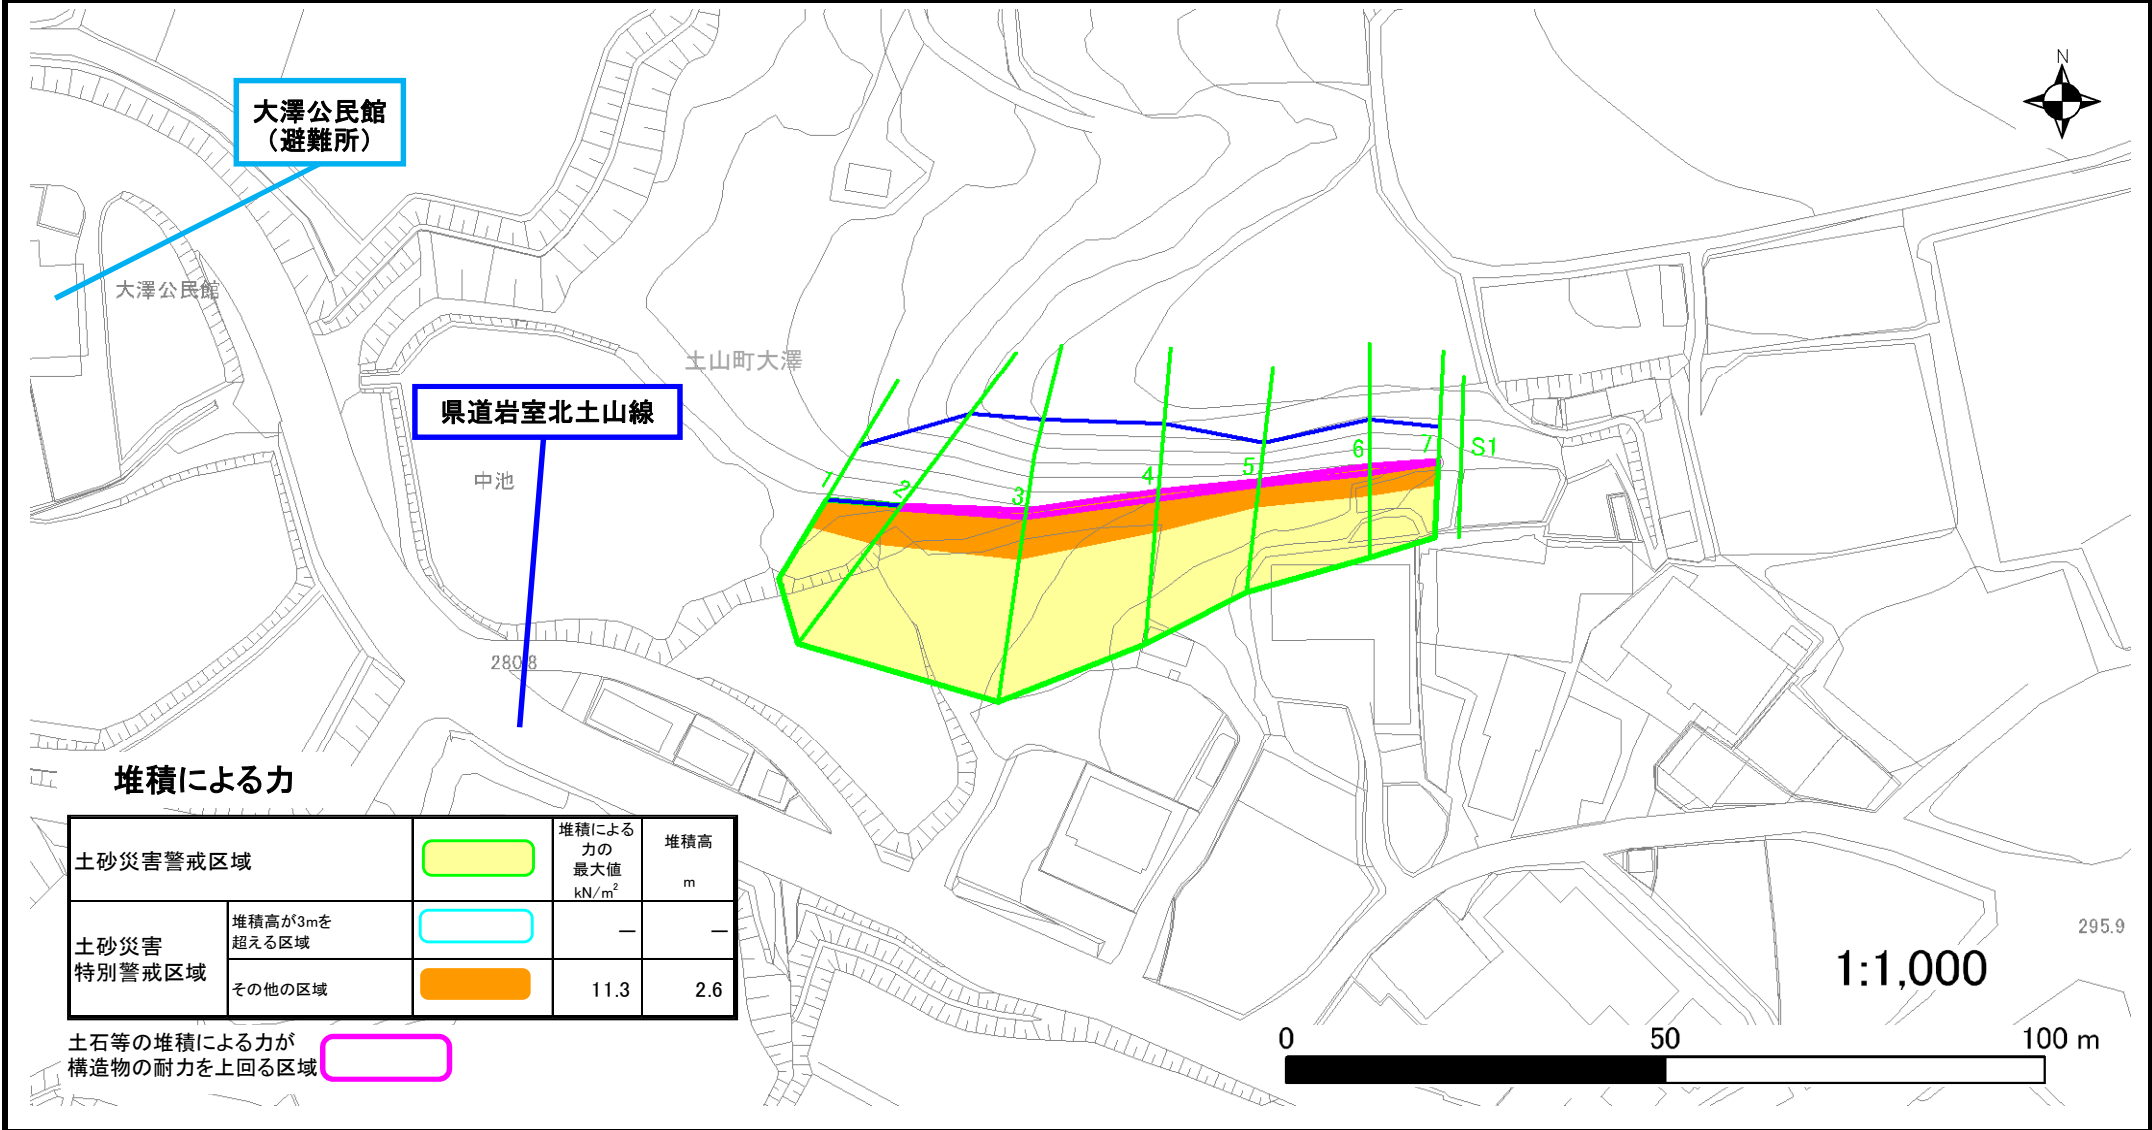 N
大澤公民館
（避難所）
大澤公民館
土山町大澤
県道岩室北土山線
中池
1
2
3
4
5
6
7
S1
280.8
堆積による力
土砂災害警戒区域
堆積による
力の
最大値
kN/m²
堆積高
m
土砂災害
特別警戒区域
堆積高が3mを
超える区域
―
―
その他の区域
11.3
2.6
土石等の堆積による力が
構造物の耐力を上回る区域
295.9
1:1,000
0
50
100 m